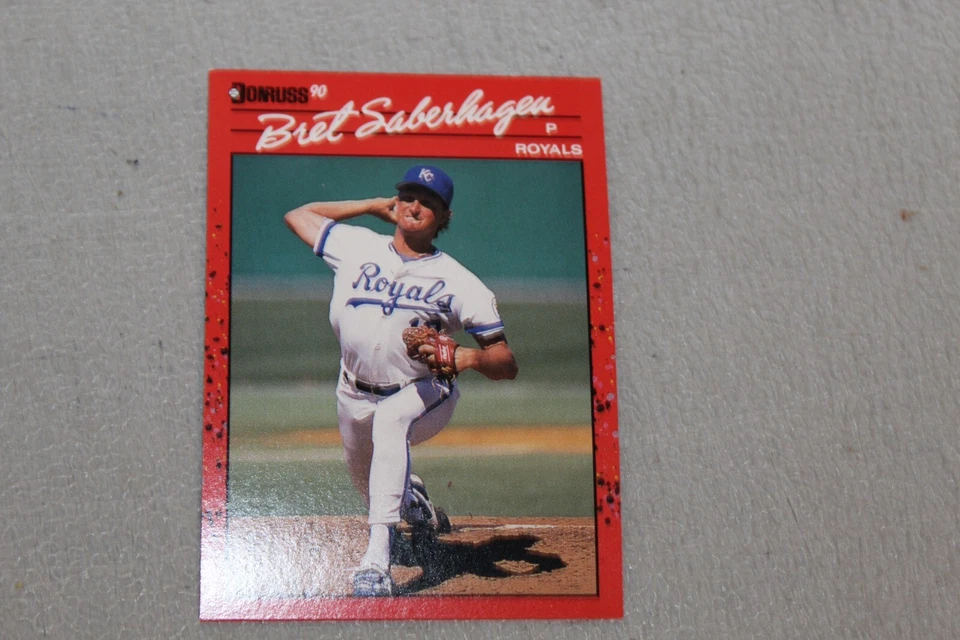 DONRUSS 90
Bret Saberhagen
P
ROYALS
KC
Royals